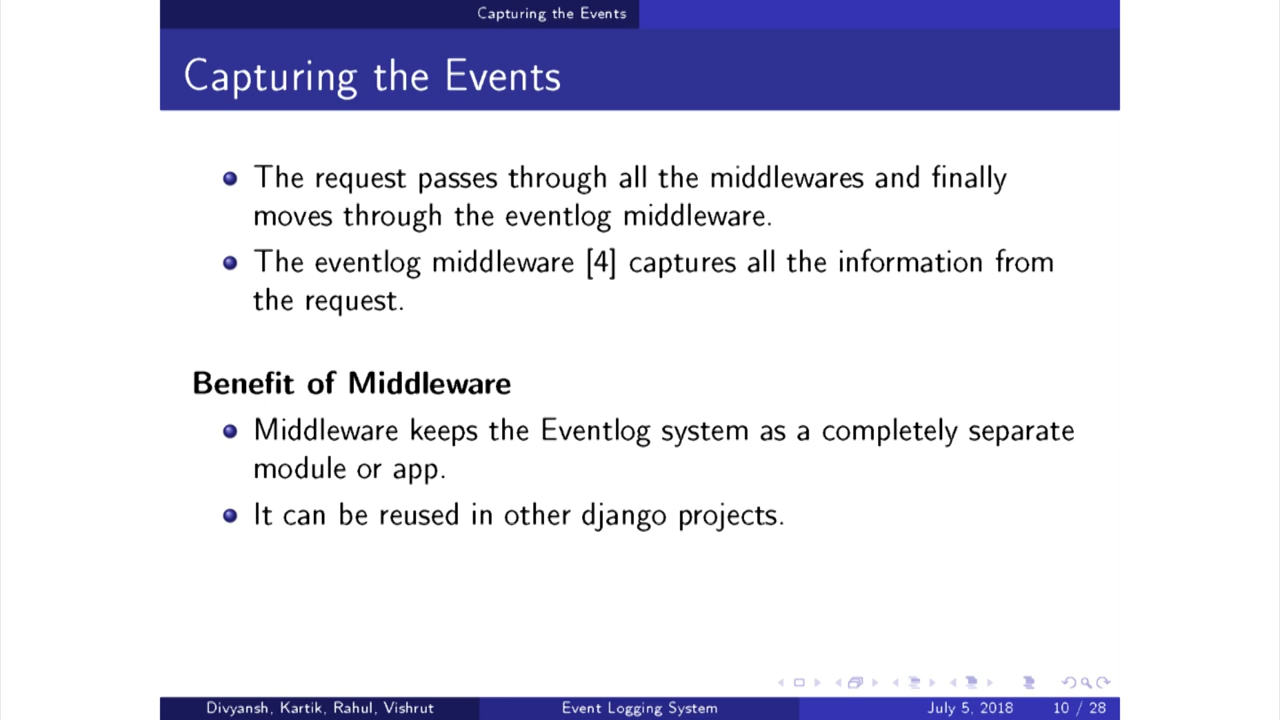 Capturing the Events
Capturing the Events
The request passes through all the middlewares and finally
moves through the eventlog middleware.
The eventlog middleware [4] captures all the information from
the request.
Benefit of Middleware
Middleware keeps the Eventlog system as a completely separate
module or app.
It can be reused in other django projects.
Divyansh, Kartik, Rahul, Vishrut
Event Logging System
July 5, 2018
10 / 28